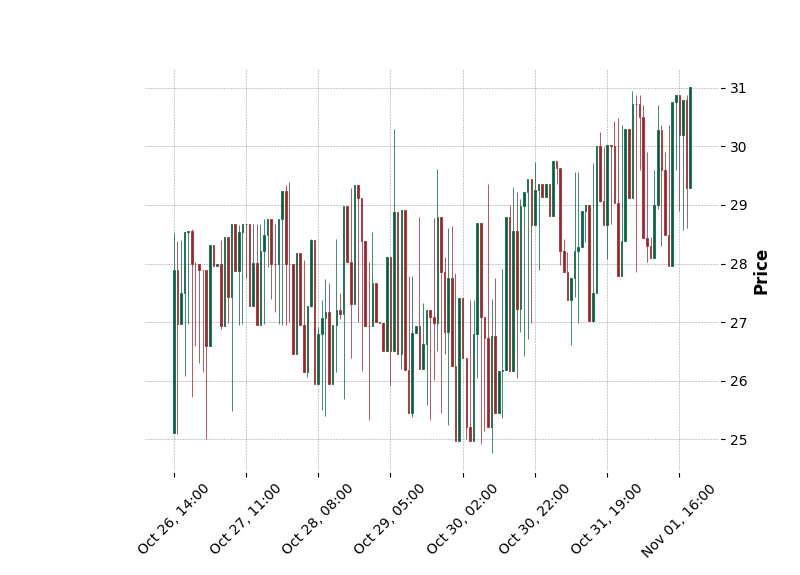 31
30
29
28
27
26
25
Price
Oct 26, 14:00
Oct 27, 11:00
Oct 28, 08:00
Oct 29, 05:00
Oct 30, 02:00
Oct 30, 22:00
Oct 31, 19:00
Nov 01, 16:00